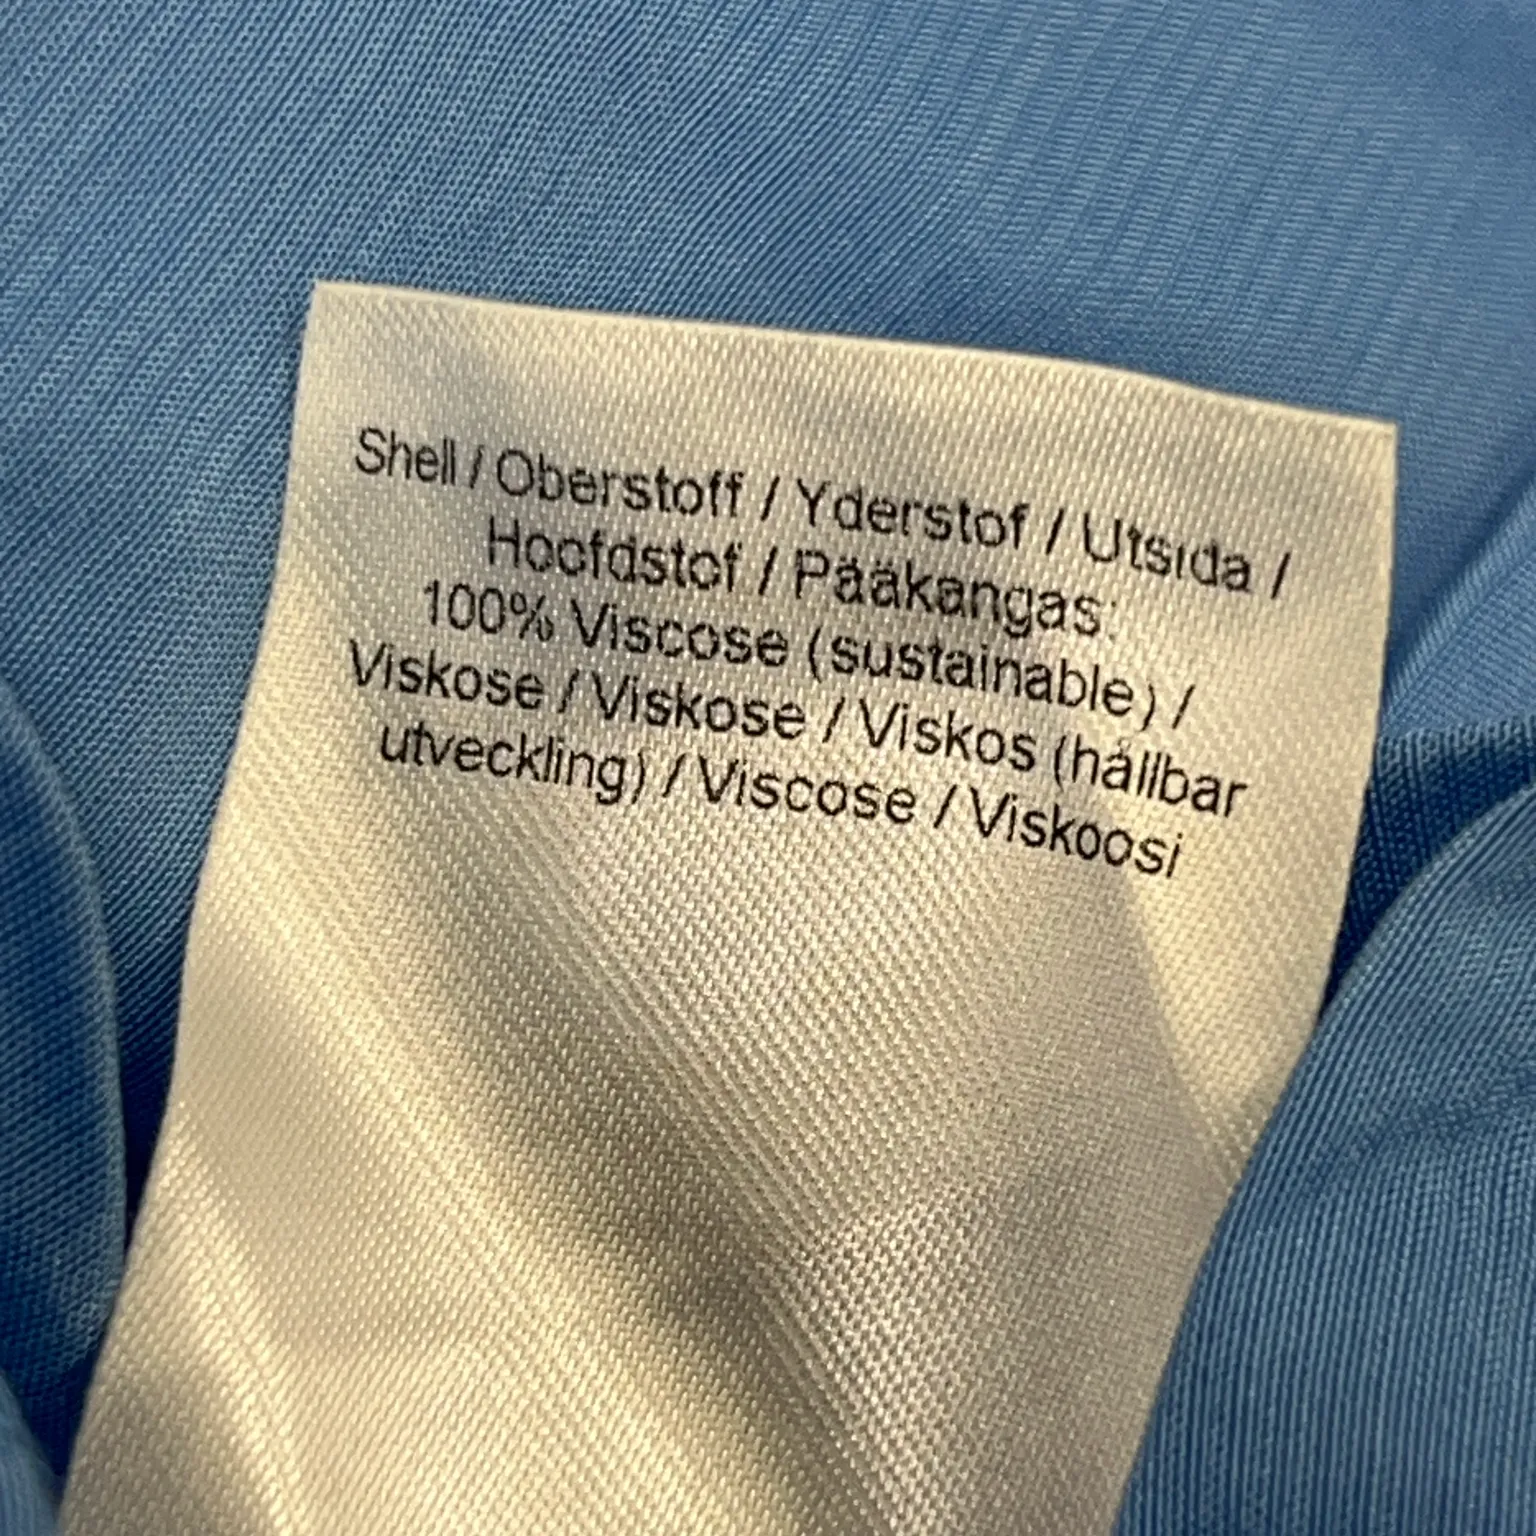 Shell / Oberstoff / Yderstof / Utsida /
Hoofdstof / Pääkangas:
100% Viscose (sustainable) /
Viskose / Viskose / Viskos (hållbar
utveckling) / Viscose / Viskoosi